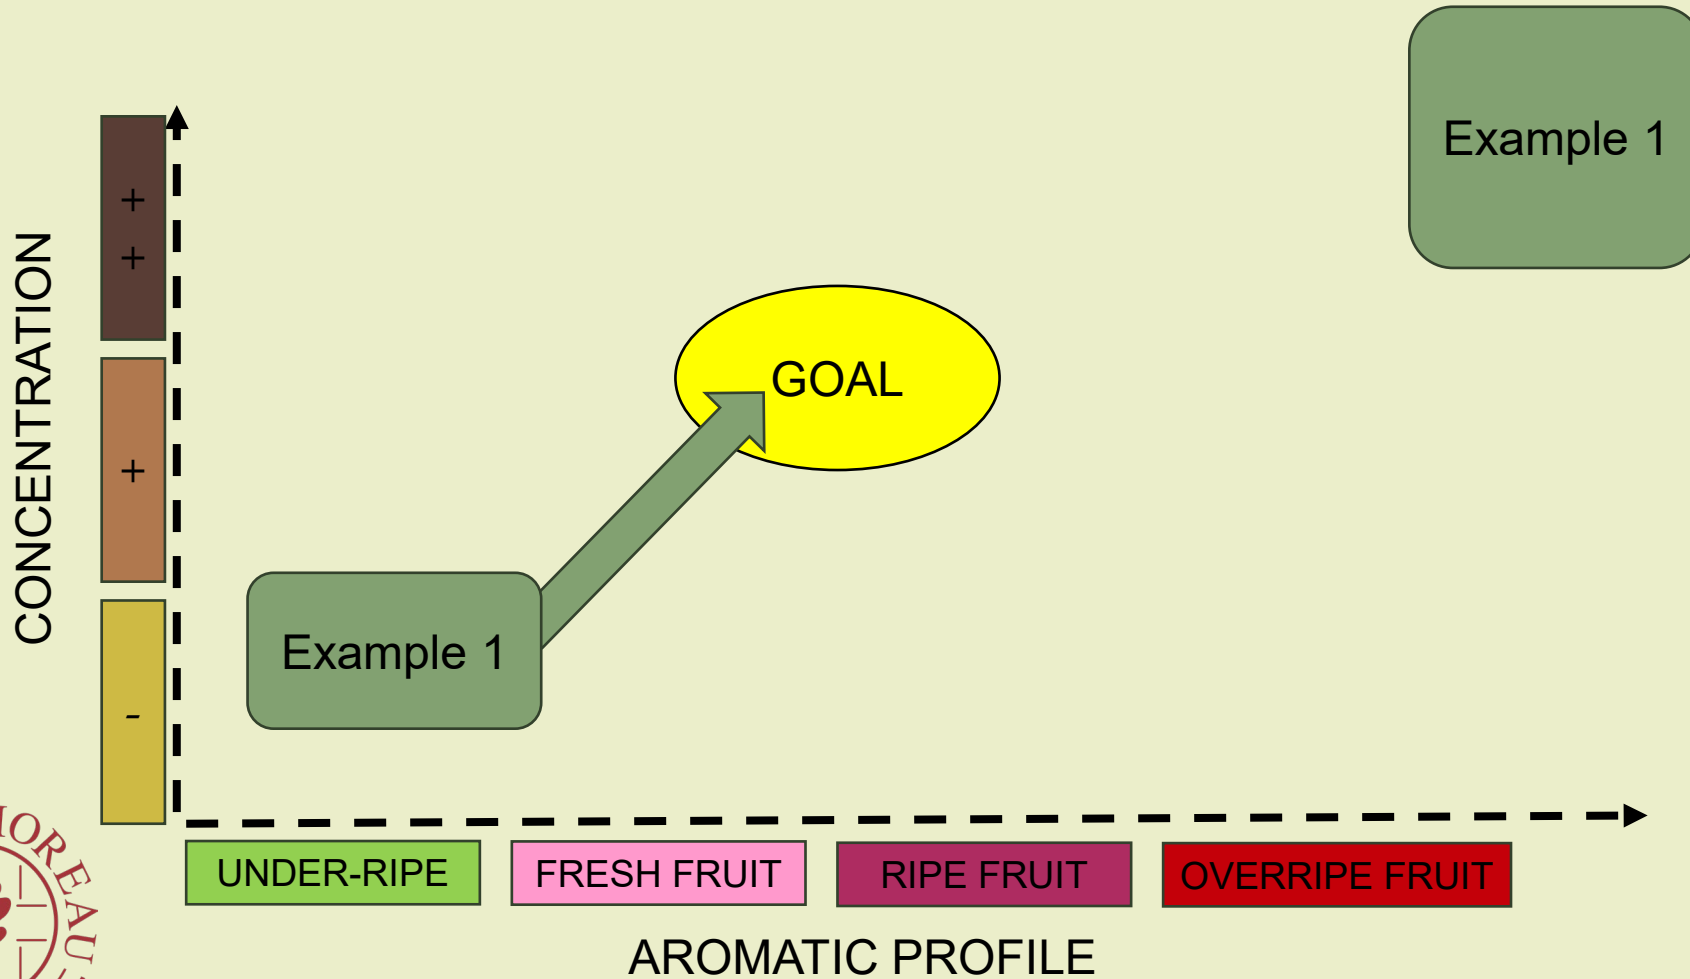 Example 1
CONCENTRATION
+
+
+
-
GOAL
Example 1
UNDER-RIPE
FRESH FRUIT
RIPE FRUIT
OVERRIPE FRUIT
AROMATIC PROFILE